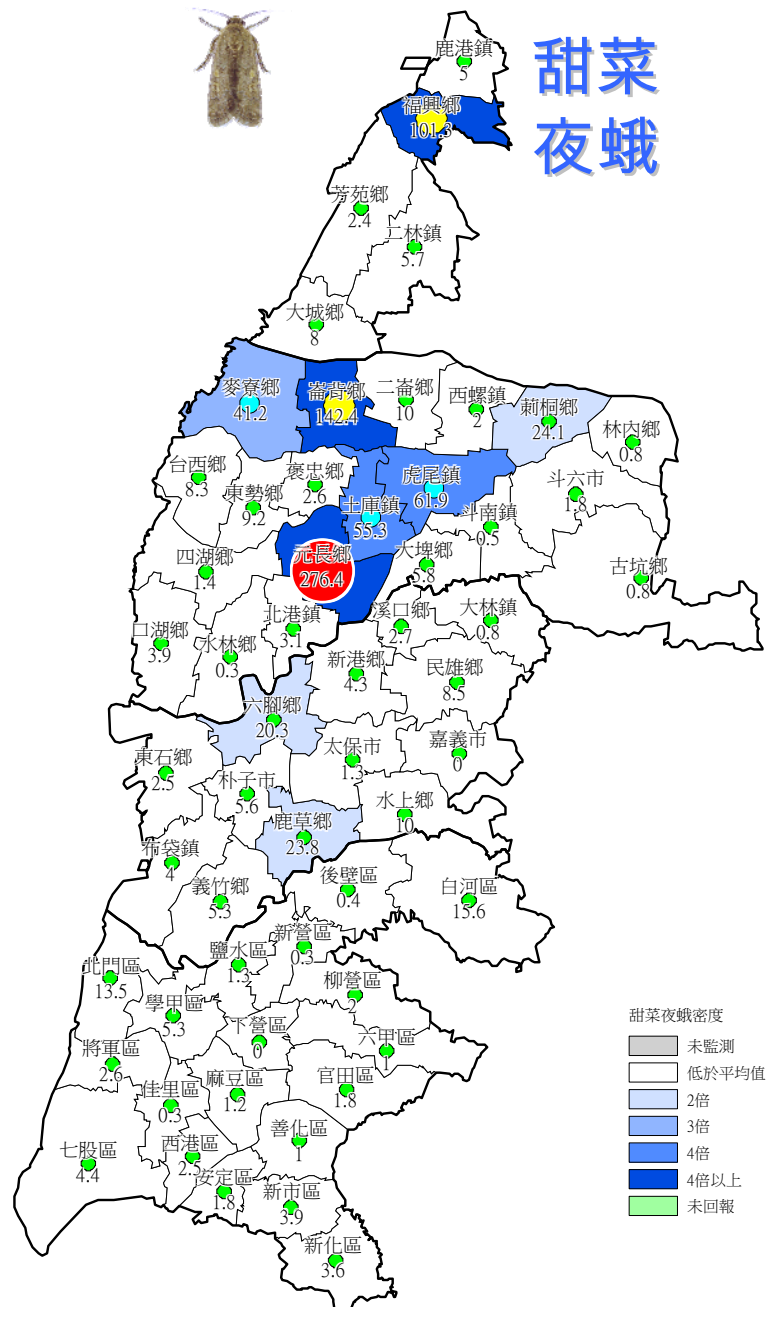 甜菜
夜蛾
鹿港鎮
5
福興鄉
101.3
芳苑鄉
2.4
二林鎮
5.7
大城鄉
8
麥寮鄉
41.2
崙背鄉
142.4
二崙鄉
10
西螺鎮
2
莿桐鄉
24.1
林內鄉
0.8
台西鄉
8.3
東勢鄉
9.2
褒忠鄉
2.6
土庫鎮
55.3
虎尾鎮
61.9
斗南鎮
0.5
斗六市
1.8
四湖鄉
1.4
元長鄉
276.4
大埤鄉
5.8
古坑鄉
0.8
口湖鄉
3.9
水林鄉
0.3
北港鎮
3.1
溪口鄉
2.7
大林鎮
0.8
新港鄉
4.3
民雄鄉
8.5
六腳鄉
20.3
東石鄉
2.5
朴子市
5.6
太保市
1.3
嘉義市
0
水上鄉
10
鹿草鄉
23.8
布袋鎮
4
義竹鄉
5.3
後壁區
0.4
白河區
15.6
新營區
0.3
鹽水區
1.3
北門區
13.5
柳營區
2
學甲區
5.3
下營區
0
六甲區
1
將軍區
2.6
佳里區
0.3
麻豆區
1.2
官田區
1.8
七股區
4.4
西港區
2.5
善化區
1
安定區
1.8
新市區
3.9
新化區
3.6
甜菜夜蛾密度
未監測
低於平均值
2倍
3倍
4倍
4倍以上
未回報